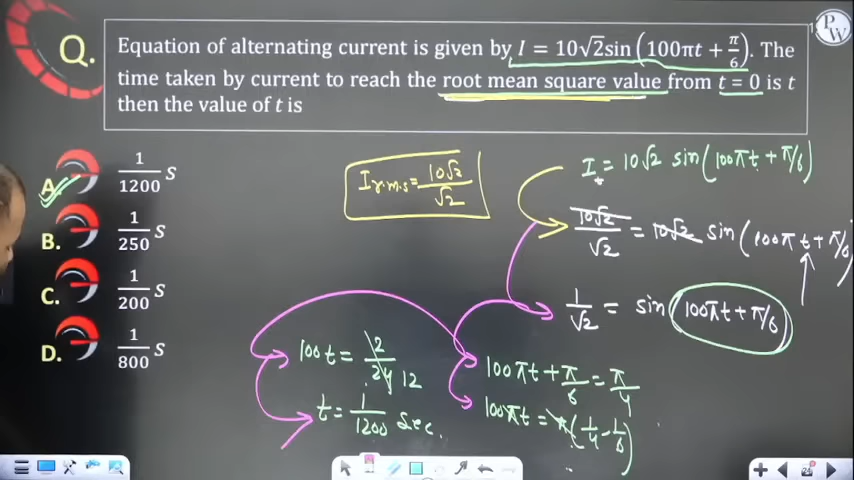 Q.
Equation of alternating current is given by I = 10√2sin (100πt + π/6). The
time taken by current to reach the root mean square value from t = 0 is t
then the value of t is
P
W
A. 1/1200 s
B. 1/250 s
C. 1/200 s
D. 1/800 s
I r.m.s = 10√2/√2
I = 10√2 sin(100πt + π/6)
10√2/√2 = 10√2 sin(100πt + π/6)
1/√2 = sin (100πt + π/6)
100πt + π/6 = π/4
100πt = π(1/4 - 1/6)
100t = 2/24 12
t = 1/1200 sec.